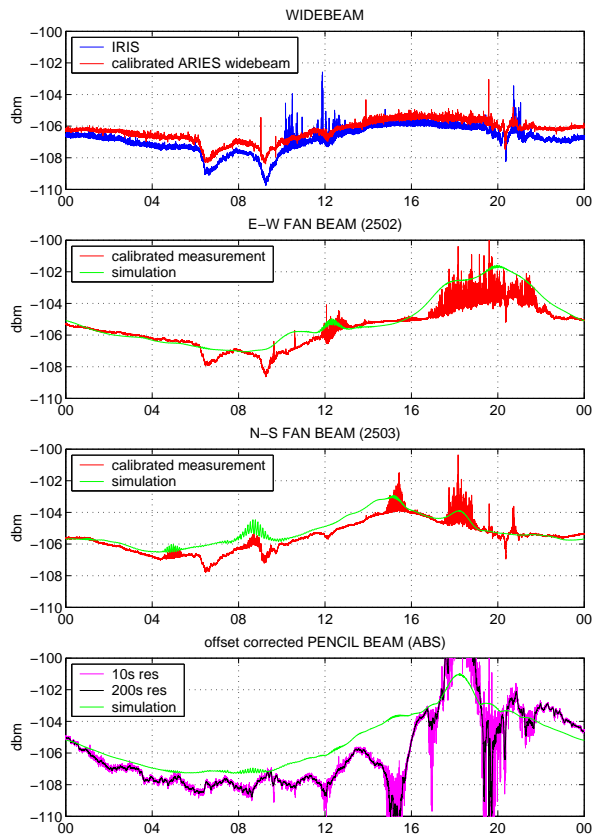 WIDEBEAM
−100
−102
−104
−106
−108
−110
dbm
IRIS
calibrated ARIES widebeam
00 04 08 12 16 20 00
E−W FAN BEAM (2502)
−100
−102
−104
−106
−108
−110
dbm
calibrated measurement
simulation
00 04 08 12 16 20 00
N−S FAN BEAM (2503)
−100
−102
−104
−106
−108
−110
dbm
calibrated measurement
simulation
00 04 08 12 16 20 00
offset corrected PENCIL BEAM (ABS)
−100
−102
−104
−106
−108
−110
dbm
10s res
200s res
simulation
00 04 08 12 16 20 00